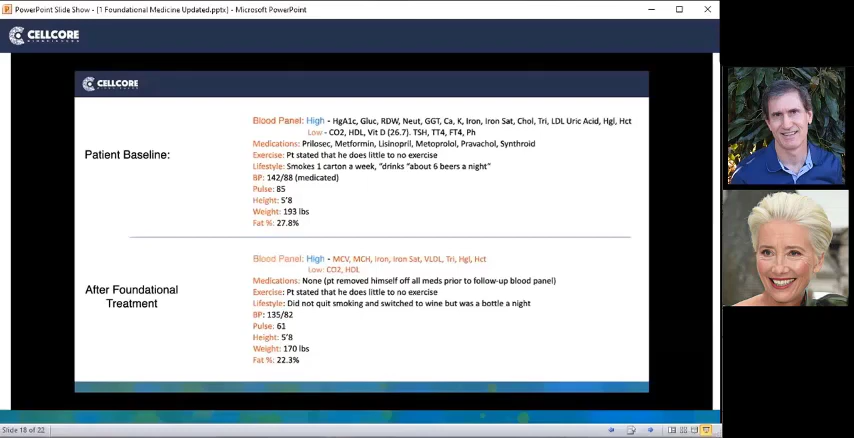 PowerPoint Slide Show - [1 Foundational Medicine Updated.pptx] - Microsoft PowerPoint
CELLCORE
CELLCORE
Patient Baseline:
Blood Panel: High - HgA1c, Gluc, RDW, Neut, GGT, Ca, K, Iron, Iron Sat, Chol, Tri, LDL Uric Acid, Hgl, Hct
Low - CO2, HDL, Vit D (26.7). TSH, TT4, FT4, Ph
Medications: Prilosec, Metformin, Lisinopril, Metoprolol, Pravachol, Synthroid
Exercise: Pt stated that he does little to no exercise
Lifestyle: Smokes 1 carton a week, "drinks "about 6 beers a night"
BP: 142/88 (medicated)
Pulse: 85
Height: 5'8
Weight: 193 lbs
Fat %: 27.8%
After Foundational
Treatment
Blood Panel: High - MCV, MCH, Iron, Iron Sat, VLDL, Tri, Hgl, Hct
Low: CO2, HDL
Medications: None (pt removed himself off all meds prior to follow-up blood panel)
Exercise: Pt stated that he does little to no exercise
Lifestyle: Did not quit smoking and switched to wine but was a bottle a night
BP: 135/82
Pulse: 61
Height: 5'8
Weight: 170 lbs
Fat %: 22.3%
Slide 18 of 22